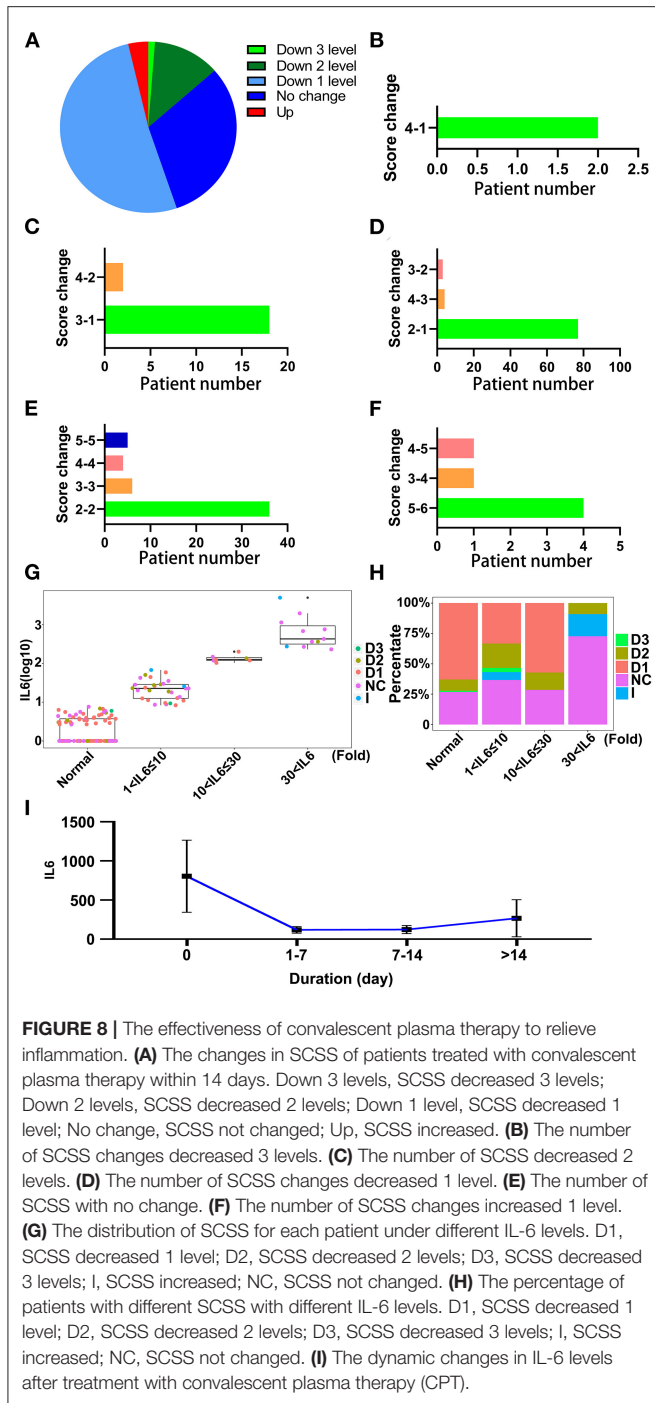 A
Down 3 level
Down 2 level
Down 1 level
No change
Up
B
Score change
4-1
0.0 0.5 1.0 1.5 2.0 2.5
Patient number
C
Score change
4-2
3-1
0 5 10 15 20
Patient number
D
Score change
3-2
4-3
2-1
0 20 40 60 80 100
Patient number
E
Score change
5-5
4-4
3-3
2-2
0 10 20 30 40
Patient number
F
Score change
4-5
3-4
5-6
0 1 2 3 4 5
Patient number
G
IL6(log10)
3
2
1
0
Normal
1<IL6≤10
10<IL6≤30
30<IL6
(Fold)
D3
D2
D1
NC
I
H
Percentate
100%
75%
50%
25%
0
Normal
1<IL6≤10
10<IL6≤30
30<IL6
(Fold)
D3
D2
D1
NC
I
I
IL6
1500
1000
500
0
0 1-7 7-14 >14
Duration (day)
FIGURE 8 | The effectiveness of convalescent plasma therapy to relieve
inflammation. (A) The changes in SCSS of patients treated with convalescent
plasma therapy within 14 days. Down 3 levels, SCSS decreased 3 levels;
Down 2 levels, SCSS decreased 2 levels; Down 1 level, SCSS decreased 1
level; No change, SCSS not changed; Up, SCSS increased. (B) The number
of SCSS changes decreased 3 levels. (C) The number of SCSS decreased 2
levels. (D) The number of SCSS changes decreased 1 level. (E) The number of
SCSS with no change. (F) The number of SCSS changes increased 1 level.
(G) The distribution of SCSS for each patient under different IL-6 levels. D1,
SCSS decreased 1 level; D2, SCSS decreased 2 levels; D3, SCSS decreased
3 levels; I, SCSS increased; NC, SCSS not changed. (H) The percentage of
patients with different SCSS with different IL-6 levels. D1, SCSS decreased 1
level; D2, SCSS decreased 2 levels; D3, SCSS decreased 3 levels; I, SCSS
increased; NC, SCSS not changed. (I) The dynamic changes in IL-6 levels
after treatment with convalescent plasma therapy (CPT).